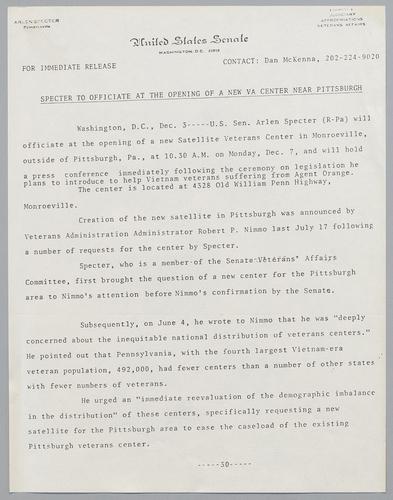 ARLEN SPECTER
PENNSYLVANIA
JUDICIARY
APPROPRIATIONS
VETERANS AFFAIRS
United States Senate
WASHINGTON, D.C. 20510
FOR IMMEDIATE RELEASE
CONTACT: Dan McKenna, 202-224-9020
SPECTER TO OFFICIATE AT THE OPENING OF A NEW VA CENTER NEAR PITTSBURGH
Washington, D.C., Dec. 3-----U.S. Sen. Arlen Specter (R-Pa) will
officiate at the opening of a new Satellite Veterans Center in Monroeville,
outside of Pittsburgh, Pa., at 10.30 A.M. on Monday, Dec. 7, and will hold
a press conference immediately following the ceremony on legislation he
plans to introduce to help Vietnam veterans suffering from Agent Orange.
The center is located at 4328 Old William Penn Highway,
Monroeville.
Creation of the new satellite in Pittsburgh was announced by
Veterans Administration Administrator Robert P. Nimmo last July 17 following
a number of requests for the center by Specter.
Specter, who is a member of the Senate Veterans' Affairs
Committee, first brought the question of a new center for the Pittsburgh
area to Nimmo's attention before Nimmo's confirmation by the Senate.
Subsequently, on June 4, he wrote to Nimmo that he was "deeply
concerned about the inequitable national distribution of veterans centers."
He pointed out that Pennsylvania, with the fourth largest Vietnam-era
veteran population, 492,000, had fewer centers than a number of other states
with fewer numbers of veterans.
He urged an "immediate reevaluation of the demographic imbalance
in the distribution" of these centers, specifically requesting a new
satellite for the Pittsburgh area to ease the caseload of the existing
Pittsburgh veterans center.
-----30-----